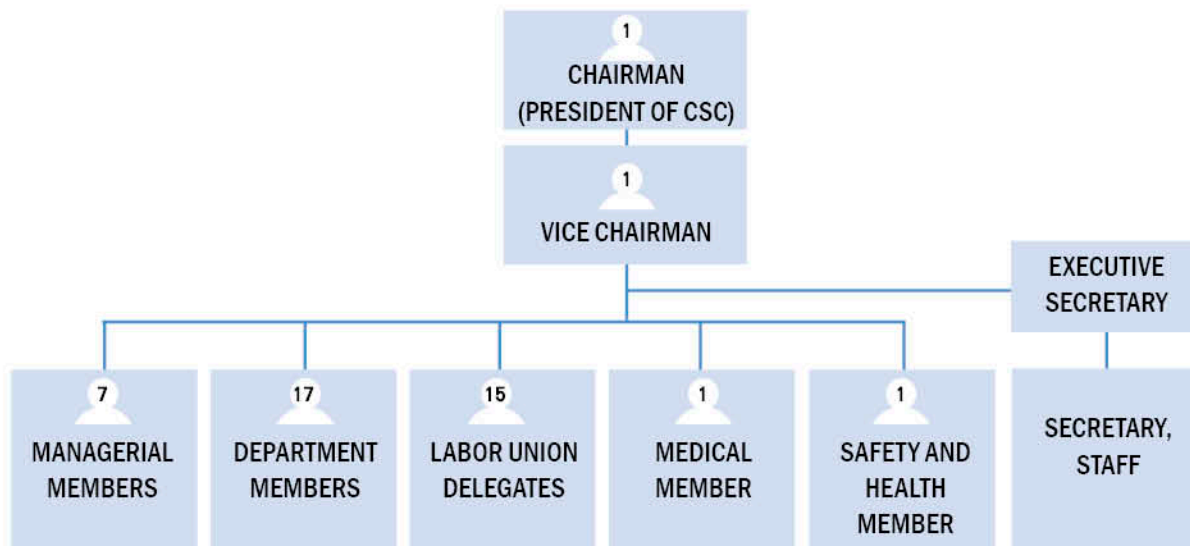 1
CHAIRMAN
(PRESIDENT OF CSC)
1
VICE CHAIRMAN
EXECUTIVE
SECRETARY
7
MANAGERIAL
MEMBERS
17
DEPARTMENT
MEMBERS
15
LABOR UNION
DELEGATES
1
MEDICAL
MEMBER
1
SAFETY AND
HEALTH
MEMBER
SECRETARY,
STAFF